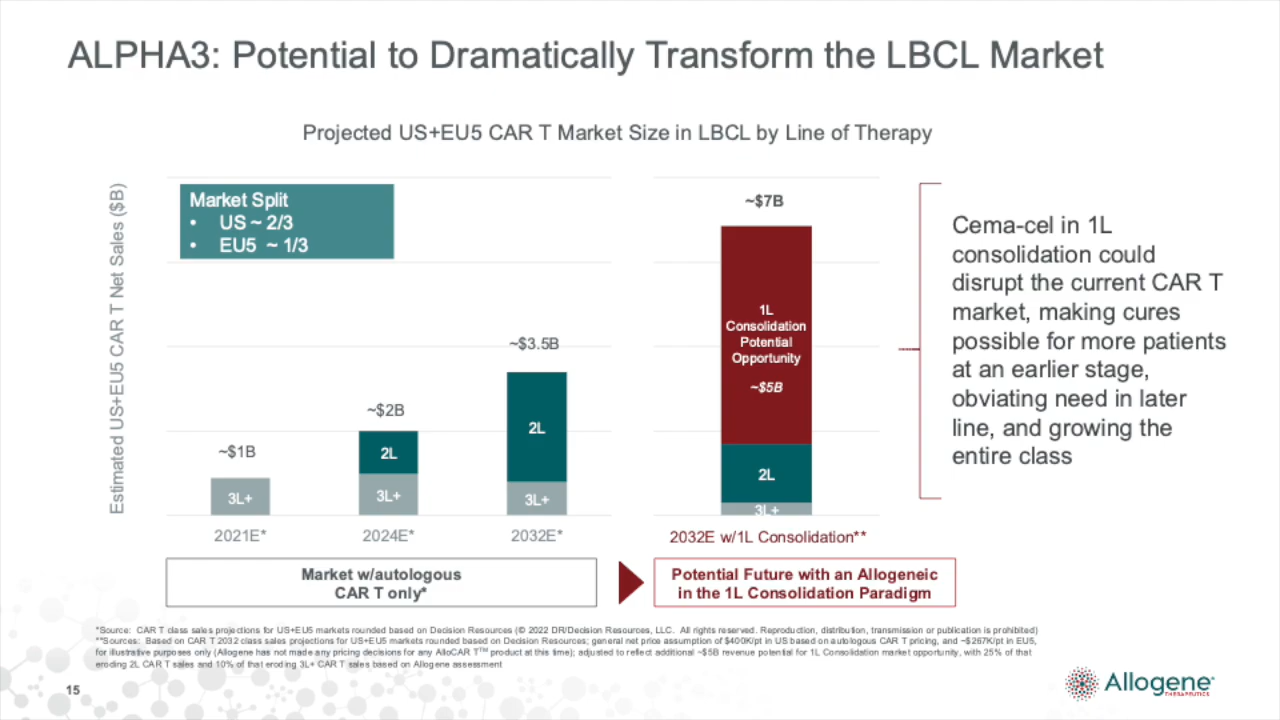 ALPHA3: Potential to Dramatically Transform the LBCL Market
Projected US+EU5 CAR T Market Size in LBCL by Line of Therapy
Estimated US+EU5 CAR T Net Sales ($B)
Market Split
• US ~ 2/3
• EU5 ~ 1/3
~$1B
3L+
2021E*
~$2B
2L
3L+
2024E*
~$3.5B
2L
3L+
2032E*
Market w/autologous
CAR T only*
~$7B
1L
Consolidation
Potential
Opportunity
~$5B
2L
3L+
2032E w/1L Consolidation**
Potential Future with an Allogeneic
in the 1L Consolidation Paradigm
Cema-cel in 1L
consolidation could
disrupt the current CAR T
market, making cures
possible for more patients
at an earlier stage,
obviating need in later
line, and growing the
entire class
*Source: CAR T class sales projections for US+EU5 markets rounded based on Decision Resources (© 2022 DR/Decision Resources, LLC. All rights reserved. Reproduction, distribution, transmission or publication is prohibited)
**Sources: Based on CAR T 2032 class sales projections for US+EU5 markets rounded based on Decision Resources; general net price assumption of $400K/pt in US based on autologous CAR T pricing, and ~$267K/pt in EU5,
for illustrative purposes only (Allogene has not made any pricing decisions for any AlloCAR T™ product at this time); adjusted to reflect additional ~$5B revenue potential for 1L Consolidation market opportunity, with 25% of that
eroding 2L CAR T sales and 10% of that eroding 3L+ CAR T sales based on Allogene assessment
15
Allogene
THERAPEUTICS